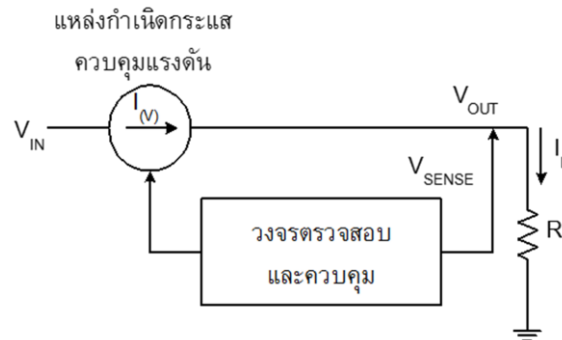 แหล่งกำเนิดกระแส
ควบคุมแรงดัน
I(V)
VIN
VOUT
VSENSE
วงจรตรวจสอบ
และควบคุม
R